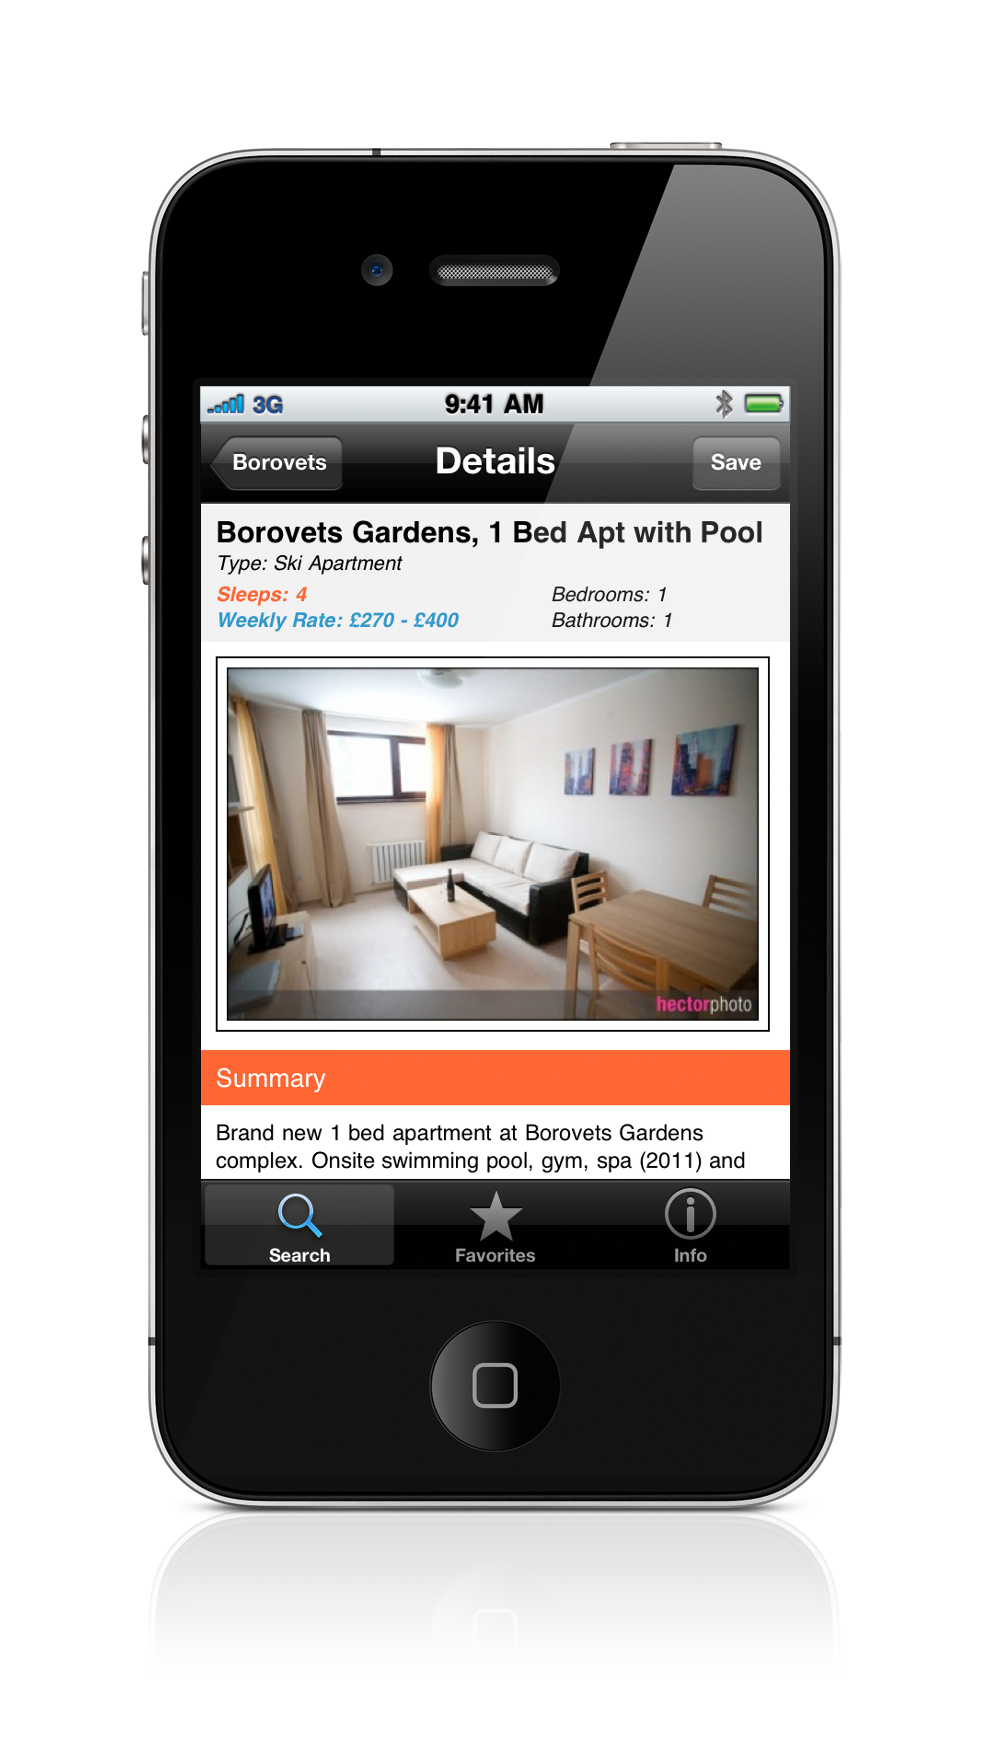 3G 9:41 AM
Borovets Details Save
Borovets Gardens, 1 Bed Apt with Pool
Type: Ski Apartment
Sleeps: 4 Bedrooms: 1
Weekly Rate: £270 - £400 Bathrooms: 1
hectorphoto
Summary
Brand new 1 bed apartment at Borovets Gardens
complex. Onsite swimming pool, gym, spa (2011) and
Search Favorites Info